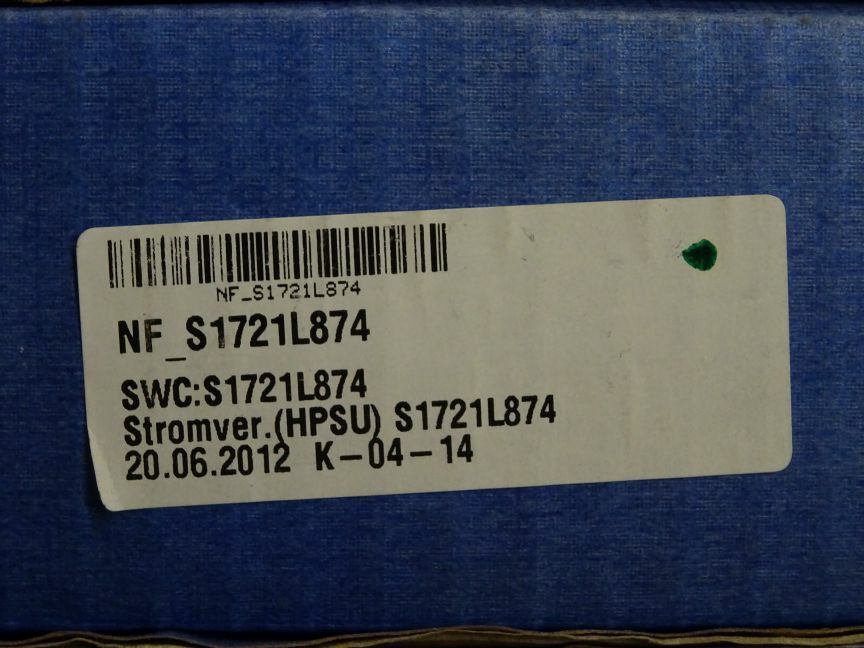 NF_S1721L874
NF_S1721L874
SWC:S1721L874
Stromver.(HPSU) S1721L874
20.06.2012 K-04-14